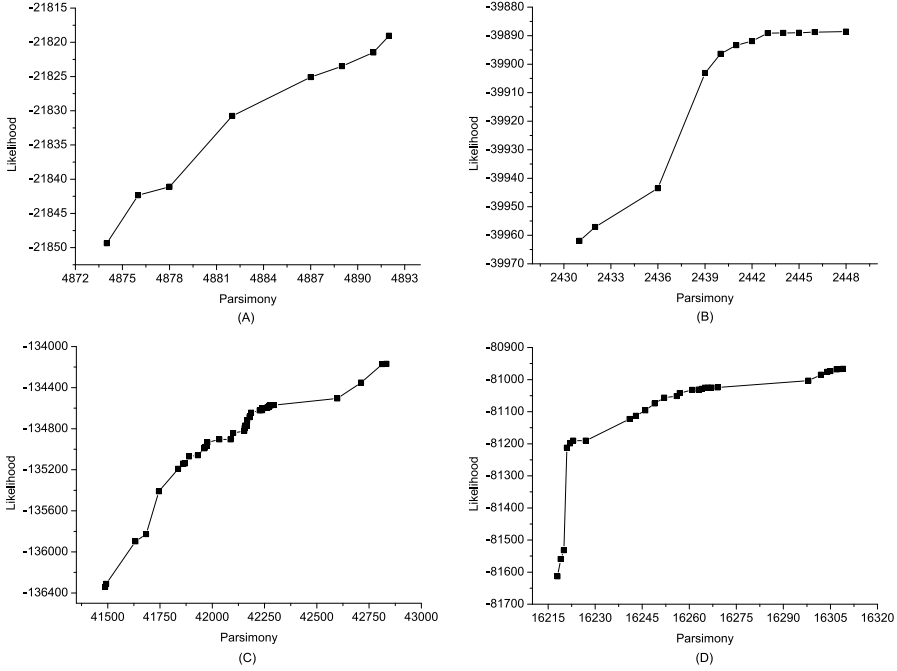 -21815
-21820
-21825
-21830
-21835
-21840
-21845
-21850
Likelihood
4872 4875 4878 4881 4884 4887 4890 4893
Parsimony
(A)
-39880
-39890
-39900
-39910
-39920
-39930
-39940
-39950
-39960
-39970
Likelihood
2430 2433 2436 2439 2442 2445 2448
Parsimony
(B)
-134000
-134400
-134800
-135200
-135600
-136000
-136400
Likelihood
41500 41750 42000 42250 42500 42750 43000
Parsimony
(C)
-80900
-81000
-81100
-81200
-81300
-81400
-81500
-81600
-81700
Likelihood
16215 16230 16245 16260 16275 16290 16305 16320
Parsimony
(D)